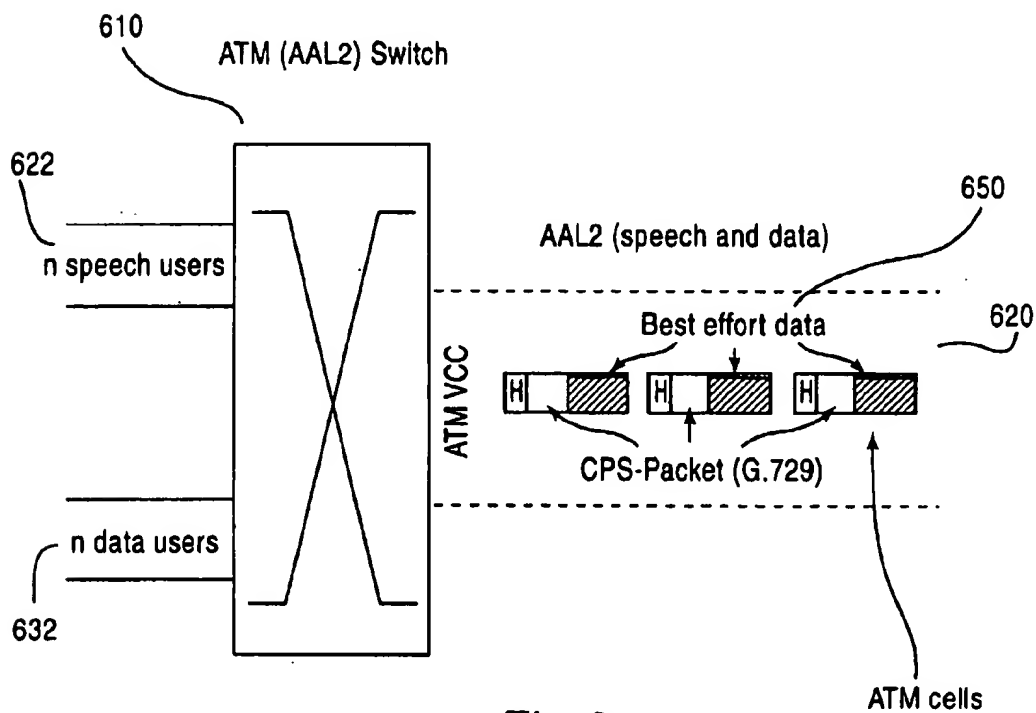 610
ATM (AAL2) Switch
622
n speech users
650
AAL2 (speech and data)
620
Best effort data
ATM VCC
H
H
H
CPS-Packet (G.729)
n data users
632
ATM cells